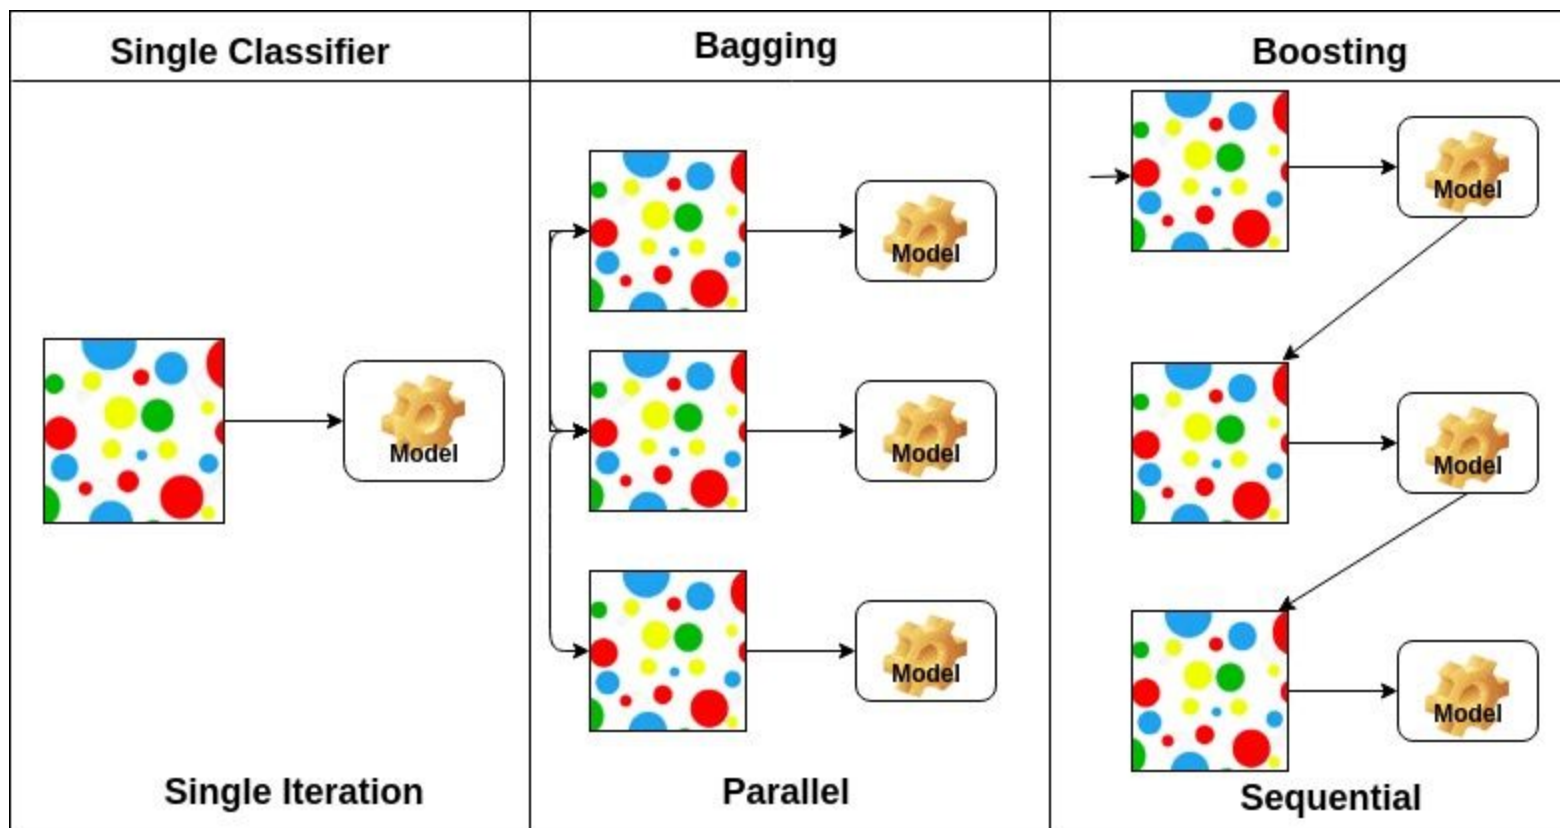 Single Classifier
Bagging
Boosting
Model
Model
Model
Model
Model
Model
Model
Single Iteration
Parallel
Sequential